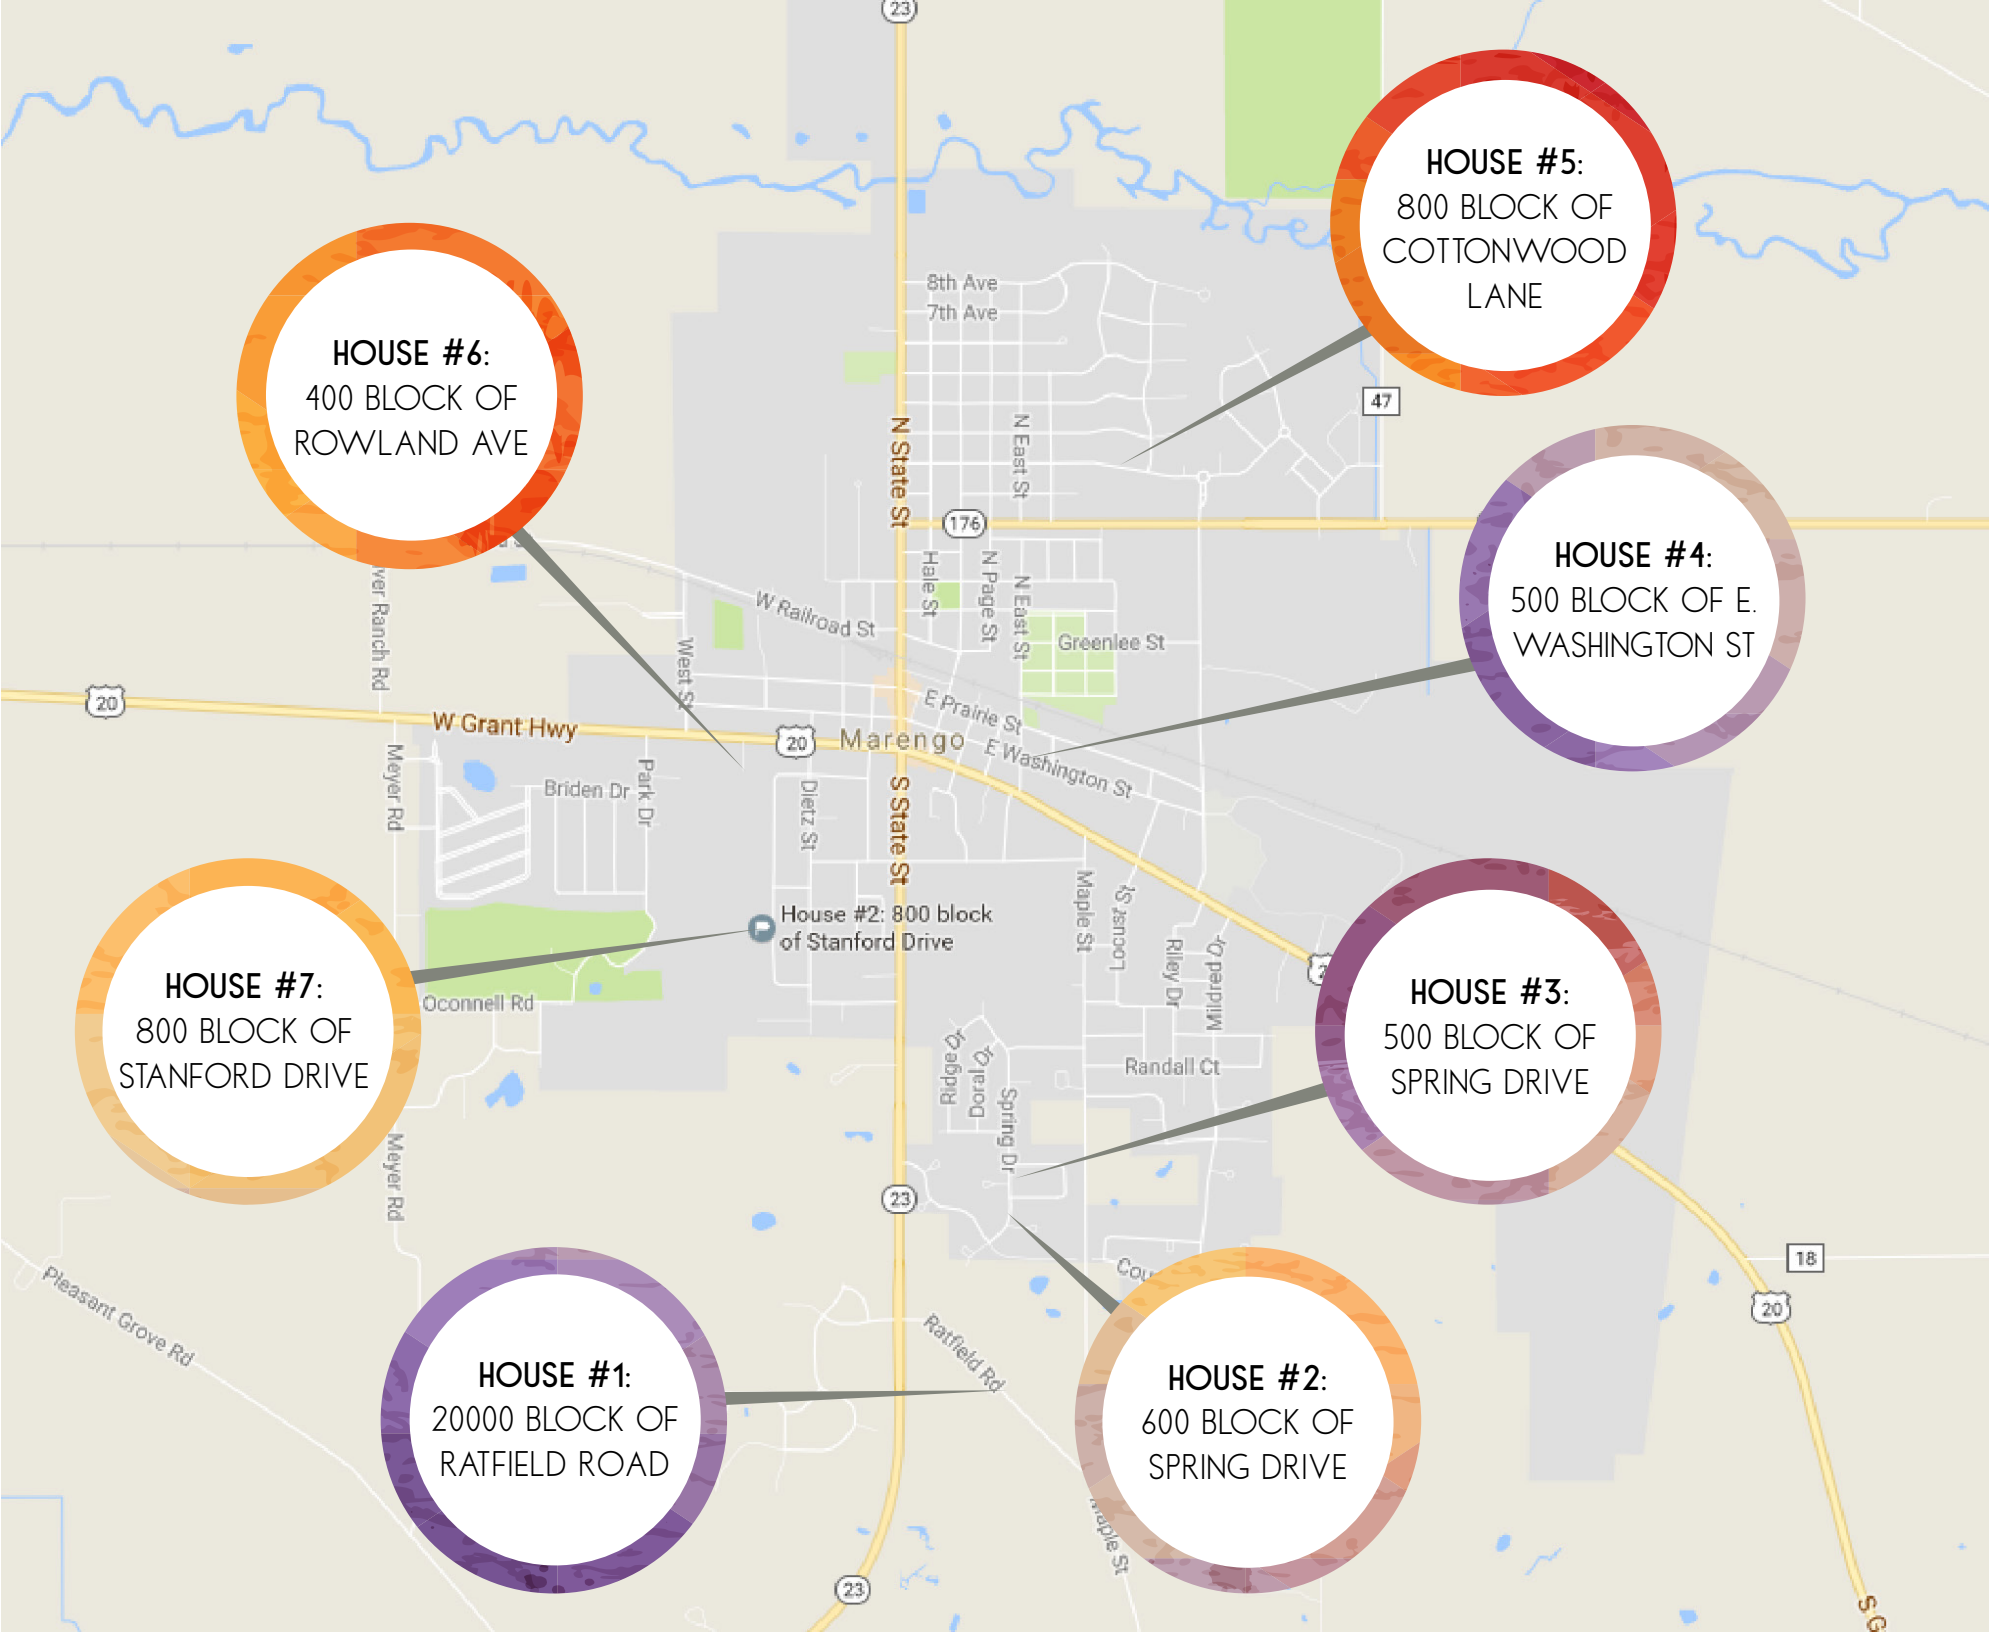 23
HOUSE #5:
800 BLOCK OF
COTTONWOOD
LANE
8th Ave
7th Ave
HOUSE #6:
400 BLOCK OF
ROWLAND AVE
47
N State St
N East St
176
HOUSE #4:
500 BLOCK OF E.
WASHINGTON ST
ver Ranch Rd
Hale St
N Page St
N East St
W Railroad St
Greenlee St
West St
20
W Grant Hwy
E Prairie St
20
Marengo
E Washington St
Meyer Rd
Briden Dr
Park Dr
Dietz St
S State St
Maple St
Locust St
House #2: 800 block
of Stanford Drive
Riley Dr
Mildred Dr
HOUSE #7:
800 BLOCK OF
STANFORD DRIVE
Oconnell Rd
HOUSE #3:
500 BLOCK OF
SPRING DRIVE
Ridge Dr
Doral Dr
Spring Dr
Randall Ct
Meyer Rd
23
18
Cou
20
Pleasant Grove Rd
Ratfield Rd
HOUSE #1:
20000 BLOCK OF
RATFIELD ROAD
HOUSE #2:
600 BLOCK OF
SPRING DRIVE
Maple St
23
S G